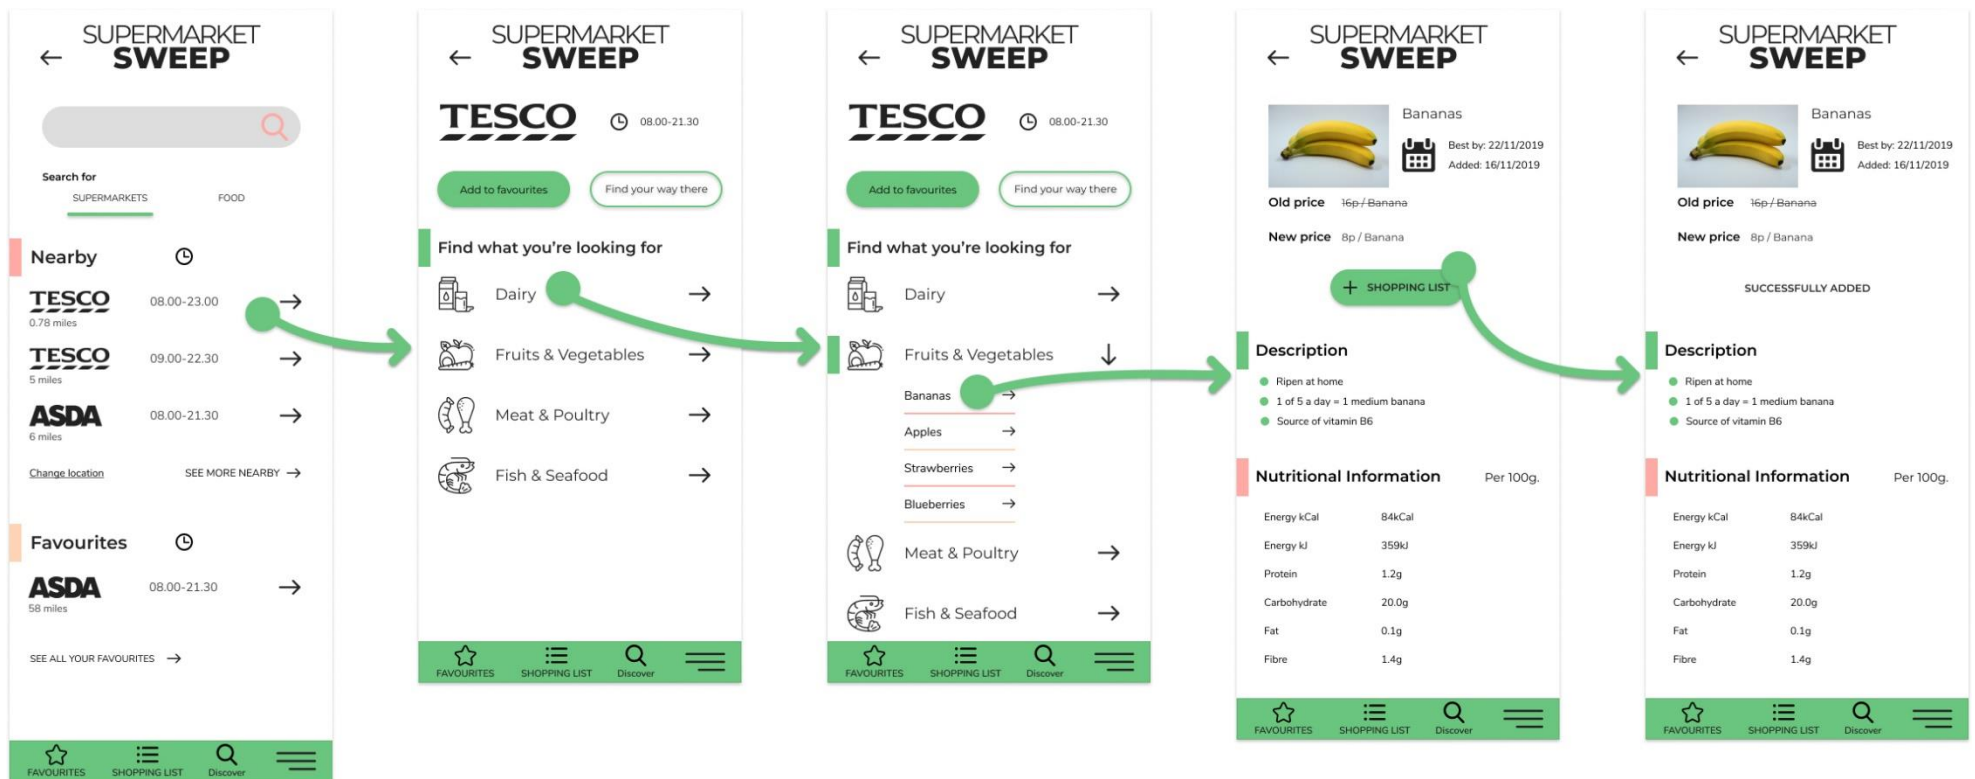 SUPERMARKET
SWEEP
Search for
SUPERMARKETS FOOD
Nearby
TESCO 08.00-23.00
0.78 miles
TESCO 09.00-22.30
5 miles
ASDA 08.00-21.30
6 miles
Change location SEE MORE NEARBY
Favourites
ASDA 08.00-21.30
58 miles
SEE ALL YOUR FAVOURITES
FAVOURITES SHOPPING LIST Discover
SUPERMARKET
SWEEP
TESCO 08.00-21.30
Add to favourites Find your way there
Find what you're looking for
Dairy
Fruits & Vegetables
Meat & Poultry
Fish & Seafood
FAVOURITES SHOPPING LIST Discover
SUPERMARKET
SWEEP
TESCO 08.00-21.30
Add to favourites Find your way there
Find what you're looking for
Dairy
Fruits & Vegetables
Bananas
Apples
Strawberries
Blueberries
Meat & Poultry
Fish & Seafood
FAVOURITES SHOPPING LIST Discover
SUPERMARKET
SWEEP
Bananas
Best by: 22/11/2019
Added: 16/11/2019
Old price 16p / Banana
New price 8p / Banana
+ SHOPPING LIST
Description
Ripen at home
1 of 5 a day = 1 medium banana
Source of vitamin B6
Nutritional Information Per 100g.
Energy kCal 84kCal
Energy kJ 359kJ
Protein 1.2g
Carbohydrate 20.0g
Fat 0.1g
Fibre 1.4g
FAVOURITES SHOPPING LIST Discover
SUPERMARKET
SWEEP
Bananas
Best by: 22/11/2019
Added: 16/11/2019
Old price 16p / Banana
New price 8p / Banana
SUCCESSFULLY ADDED
Description
Ripen at home
1 of 5 a day = 1 medium banana
Source of vitamin B6
Nutritional Information Per 100g.
Energy kCal 84kCal
Energy kJ 359kJ
Protein 1.2g
Carbohydrate 20.0g
Fat 0.1g
Fibre 1.4g
FAVOURITES SHOPPING LIST Discover